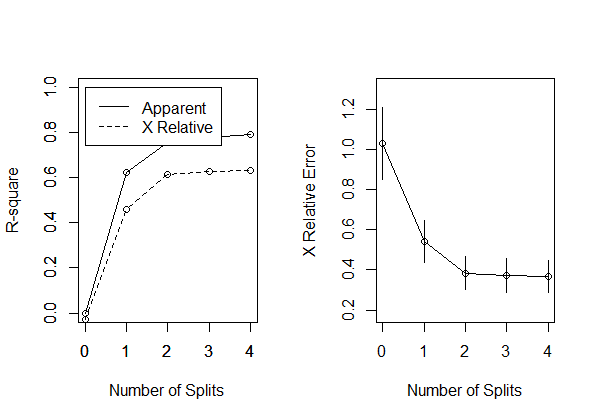 Apparent
X Relative
R-square
0.0 0.2 0.4 0.6 0.8 1.0
0 1 2 3 4
Number of Splits
X Relative Error
0.2 0.4 0.6 0.8 1.0 1.2
0 1 2 3 4
Number of Splits